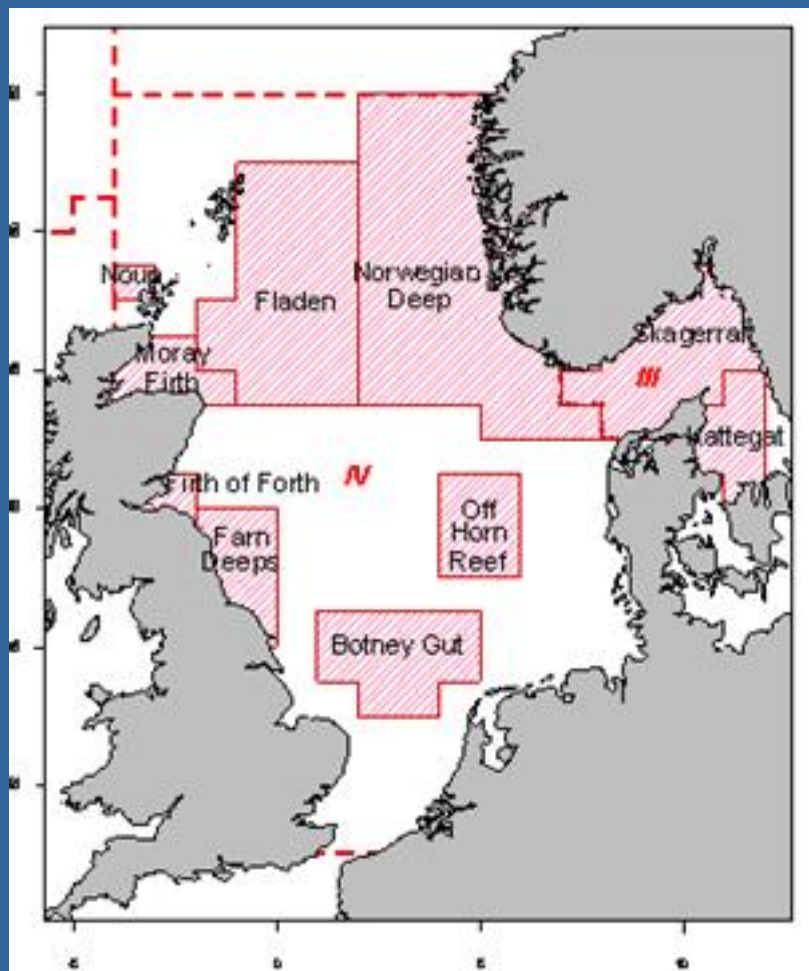 Noup
Norwegian
Deep
Fladen
Skagerrak
Moray
Firth
III
Kattegat
Firth of Forth
IV
Off
Horn
Reef
Farn
Deeps
Botney Gut